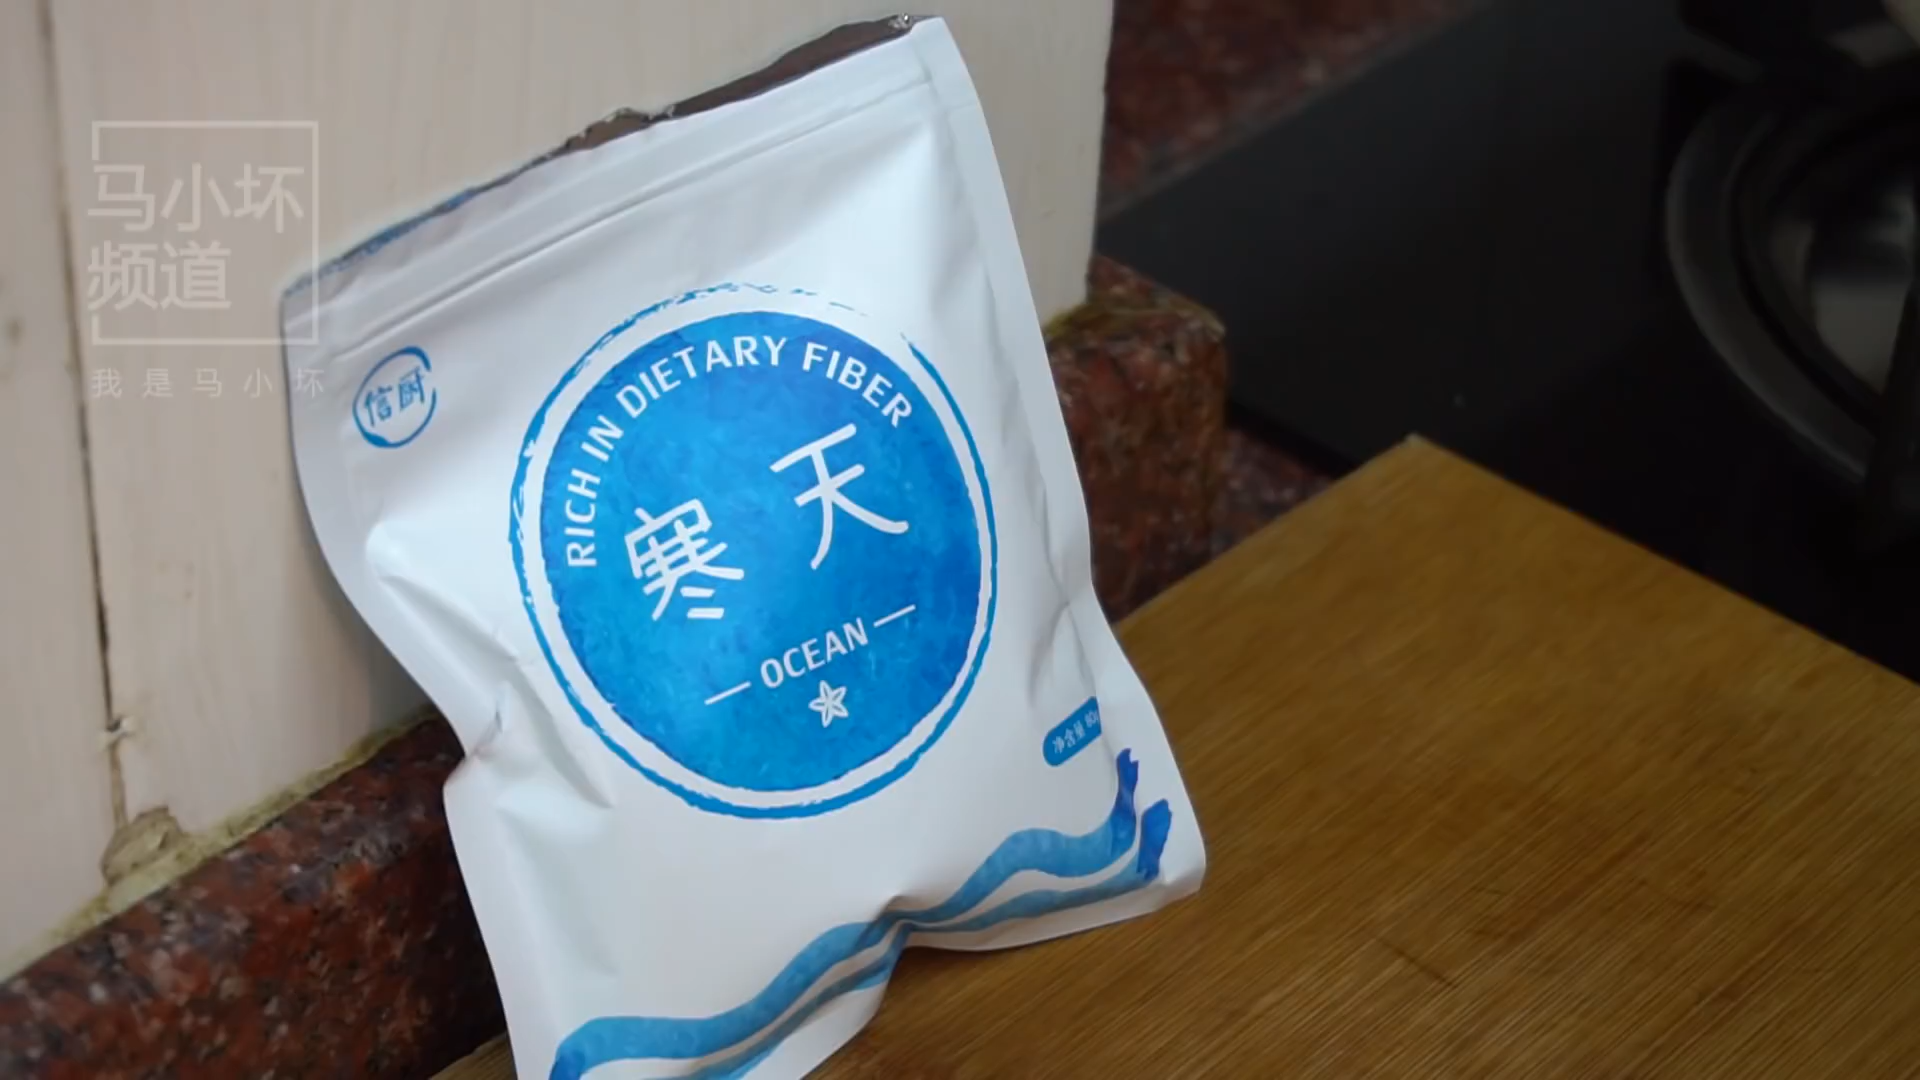 马小坏
频道
我是马小坏
信厨
RICH IN DIETARY FIBER
寒天
OCEAN
净含量 80g